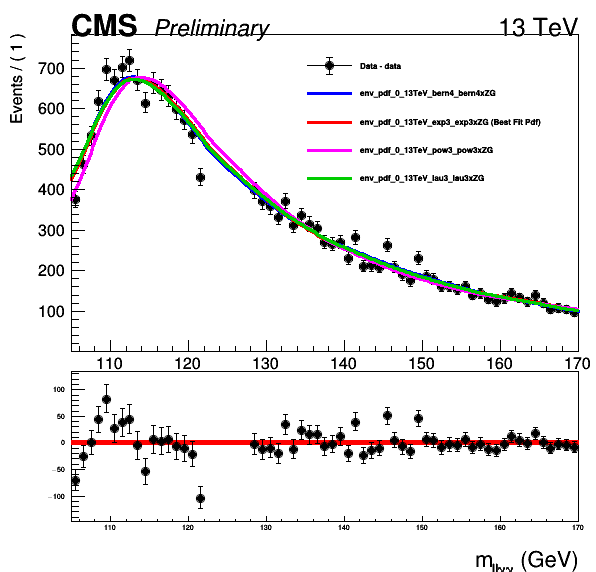 CMS Preliminary 13 TeV
Events / ( 1 )
700
600
500
400
300
200
100
Data - data
env_pdf_0_13TeV_bern4_bern4xZG
env_pdf_0_13TeV_exp3_exp3xZG (Best Fit Pdf)
env_pdf_0_13TeV_pow3_pow3xZG
env_pdf_0_13TeV_lau3_lau3xZG
110 120 130 140 150 160 170
100
50
0
−50
−100
110 120 130 140 150 160 170
(GeV)